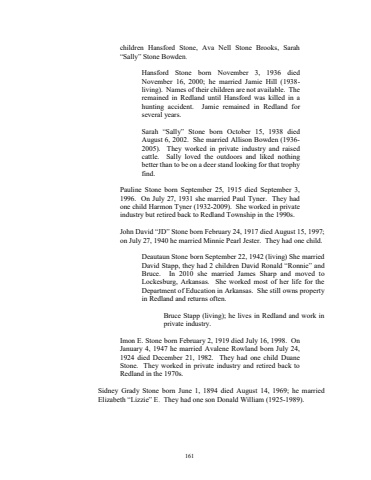 children Hansford Stone, Ava Nell Stone Brooks, Sarah
"Sally" Stone Bowden.
Hansford Stone born November 3, 1936 died
November 16, 2000; he married Jamie Hill (1938-
living). Names of their children are not available. The
remained in Redland until Hansford was killed in a
hunting accident. Jamie remained in Redland for
several years.
Sarah "Sally" Stone born October 15, 1938 died
August 6, 2002. She married Allison Bowden (1936-
2005). They worked in private industry and raised
cattle. Sally loved the outdoors and liked nothing
better than to be on a deer stand looking for that trophy
find.
Pauline Stone born September 25, 1915 died September 3,
1996. On July 27, 1931 she married Paul Tyner. They had
one child Harmon Tyner (1932-2009). She worked in private
industry but retired back to Redland Township in the 1990s.
John David "JD" Stone born February 24, 1917 died August 15, 1997;
on July 27, 1940 he married Minnie Pearl Jester. They had one child.
Deautaun Stone born September 22, 1942 (living) She married
David Stapp, they had 2 children David Ronald "Ronnie" and
Bruce. In 2010 she married James Sharp and moved to
Lockesburg, Arkansas. She worked most of her life for the
Department of Education in Arkansas. She still owns property
in Redland and returns often.
Bruce Stapp (living); he lives in Redland and work in
private industry.
Imon E. Stone born February 2, 1919 died July 16, 1998. On
January 4, 1947 he married Avalene Rowland born July 24,
1924 died December 21, 1982. They had one child Duane
Stone. They worked in private industry and retired back to
Redland in the 1970s.
Sidney Grady Stone born June 1, 1894 died August 14, 1969; he married
Elizabeth "Lizzie" E. They had one son Donald William (1925-1989).
161